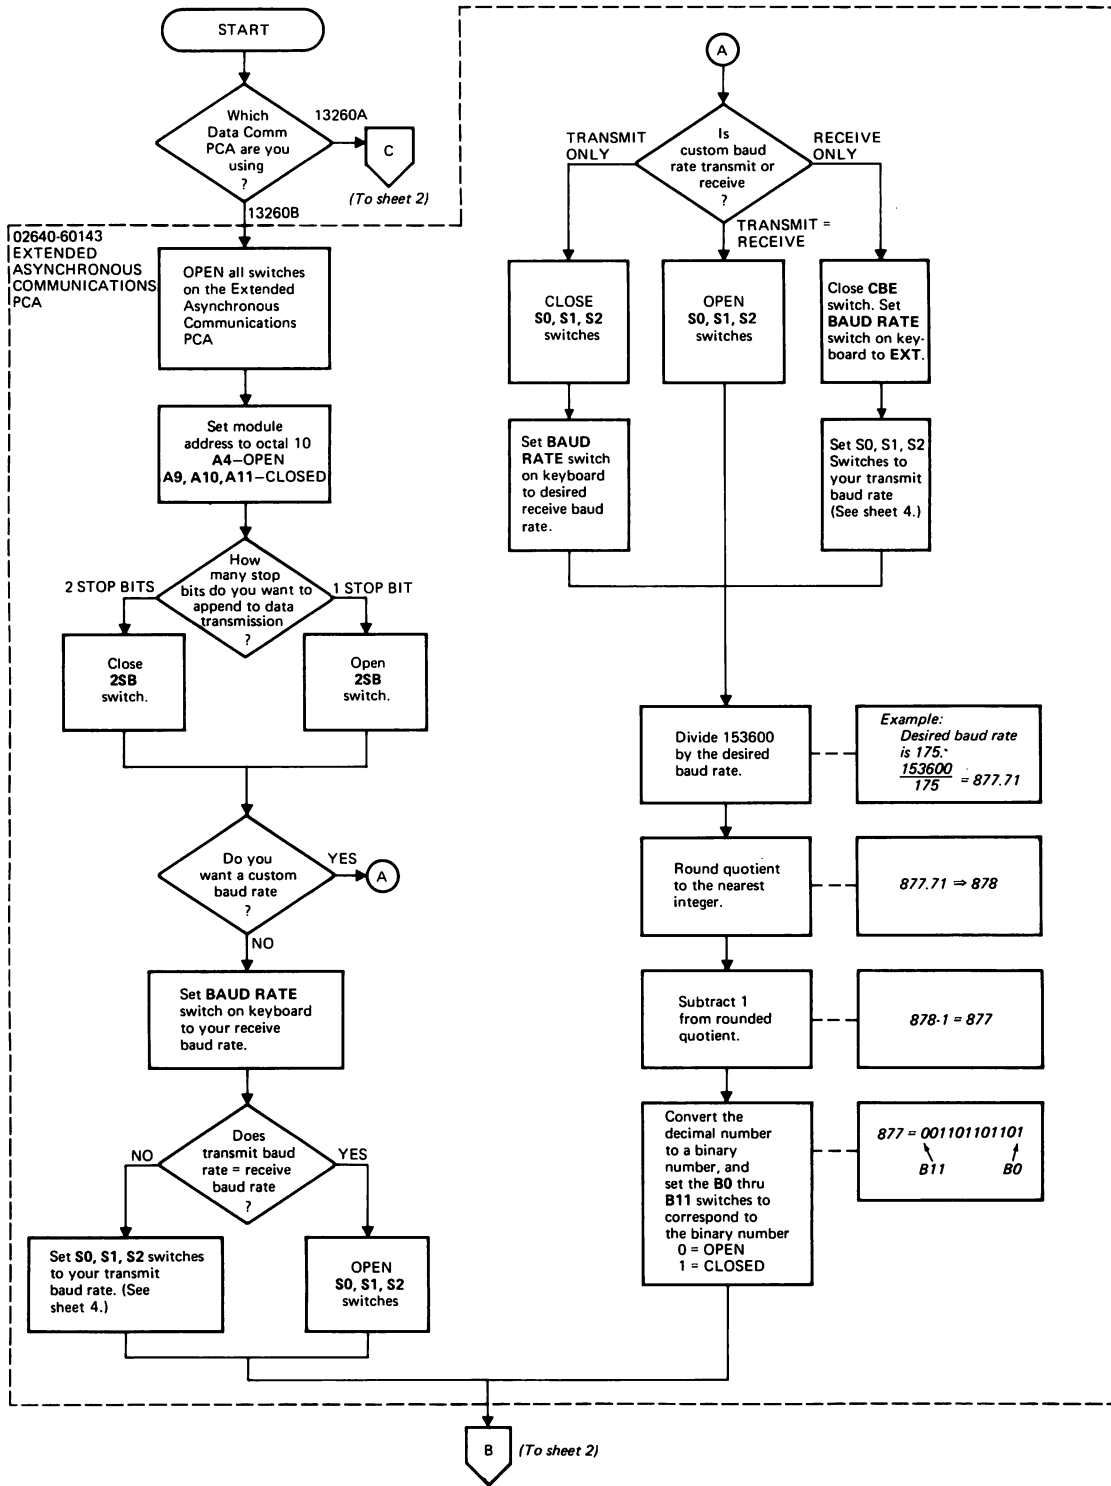 START
Which
Data Comm
PCA are you
using
?
13260A
C
(To sheet 2)
13260B
02640-60143
EXTENDED
ASYNCHRONOUS
COMMUNICATIONS
PCA
OPEN all switches
on the Extended
Asynchronous
Communications
PCA
Set module
address to octal 10
A4–OPEN
A9, A10, A11–CLOSED
How
many stop
bits do you want to
append to data
transmission
?
2 STOP BITS
1 STOP BIT
Close
2SB
switch.
Open
2SB
switch.
Do you
want a custom
baud rate
?
YES
A
NO
Set BAUD RATE
switch on keyboard
to your receive
baud rate.
Does
transmit baud
rate = receive
baud rate
?
NO
YES
Set S0, S1, S2 switches
to your transmit
baud rate. (See
sheet 4.)
OPEN
S0, S1, S2
switches
A
Is
custom baud
rate transmit or
receive
?
TRANSMIT
ONLY
RECEIVE
ONLY
TRANSMIT =
RECEIVE
CLOSE
S0, S1, S2
switches
OPEN
S0, S1, S2
switches
Close CBE
switch. Set
BAUD RATE
switch on key-
board to EXT.
Set BAUD
RATE switch
on keyboard
to desired
receive baud
rate.
Set S0, S1, S2
Switches to
your transmit
baud rate
(See sheet 4.)
Divide 153600
by the desired
baud rate.
Example:
Desired baud rate
is 175.
153600
175
= 877.71
Round quotient
to the nearest
integer.
877.71 ⇒ 878
Subtract 1
from rounded
quotient.
878-1 = 877
Convert the
decimal number
to a binary
number, and
set the B0 thru
B11 switches to
correspond to
the binary number
0 = OPEN
1 = CLOSED
877 = 001101101101
B11
B0
B
(To sheet 2)